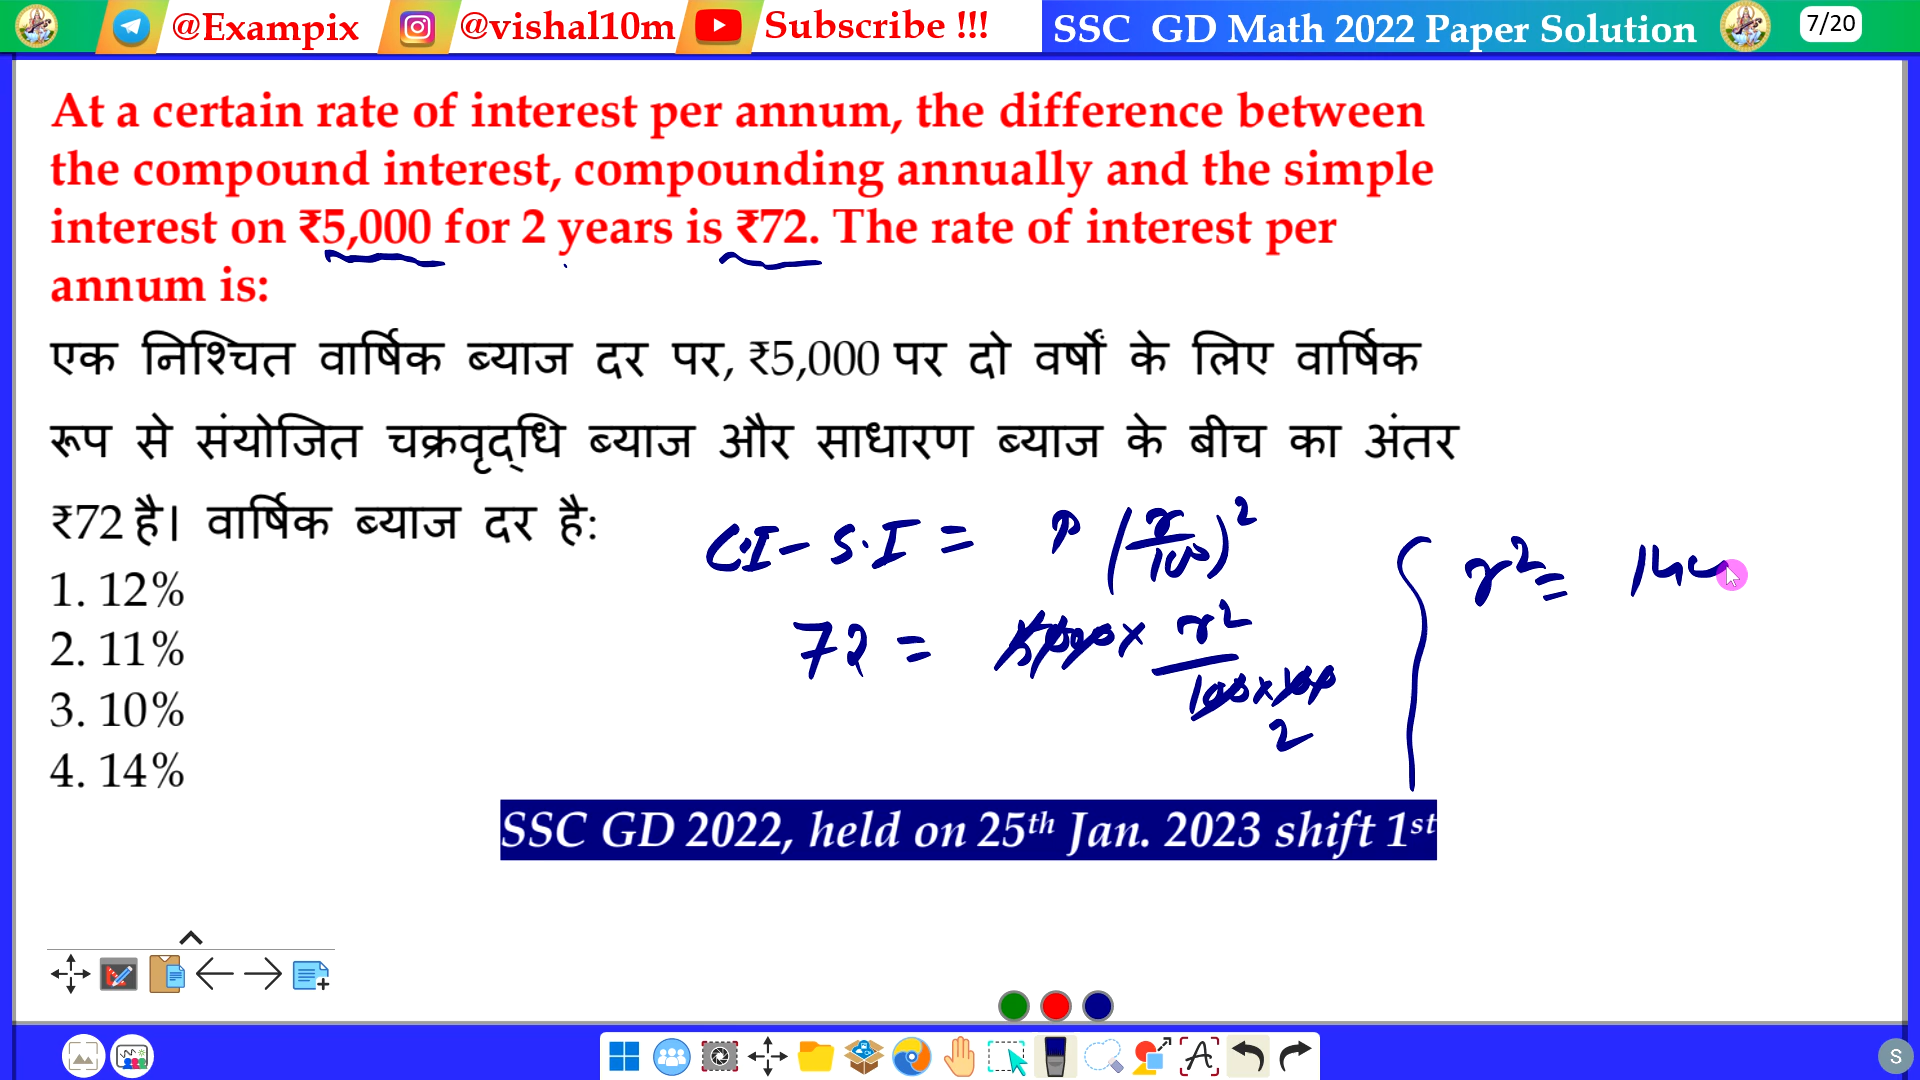 @Exampix @vishal10m Subscribe !!! SSC GD Math 2022 Paper Solution 7/20
At a certain rate of interest per annum, the difference between
the compound interest, compounding annually and the simple
interest on ₹5,000 for 2 years is ₹72. The rate of interest per
annum is:
एक निश्चित वार्षिक ब्याज दर पर, ₹5,000 पर दो वर्षों के लिए वार्षिक
रूप से संयोजित चक्रवृद्धि ब्याज और साधारण ब्याज के बीच का अंतर
₹72 है। वार्षिक ब्याज दर है:
C.I - S.I = P (r/100)²
72 = 5000 × r²/100×100
2
r² = 144
1. 12%
2. 11%
3. 10%
4. 14%
SSC GD 2022, held on 25th Jan. 2023 shift 1st
S